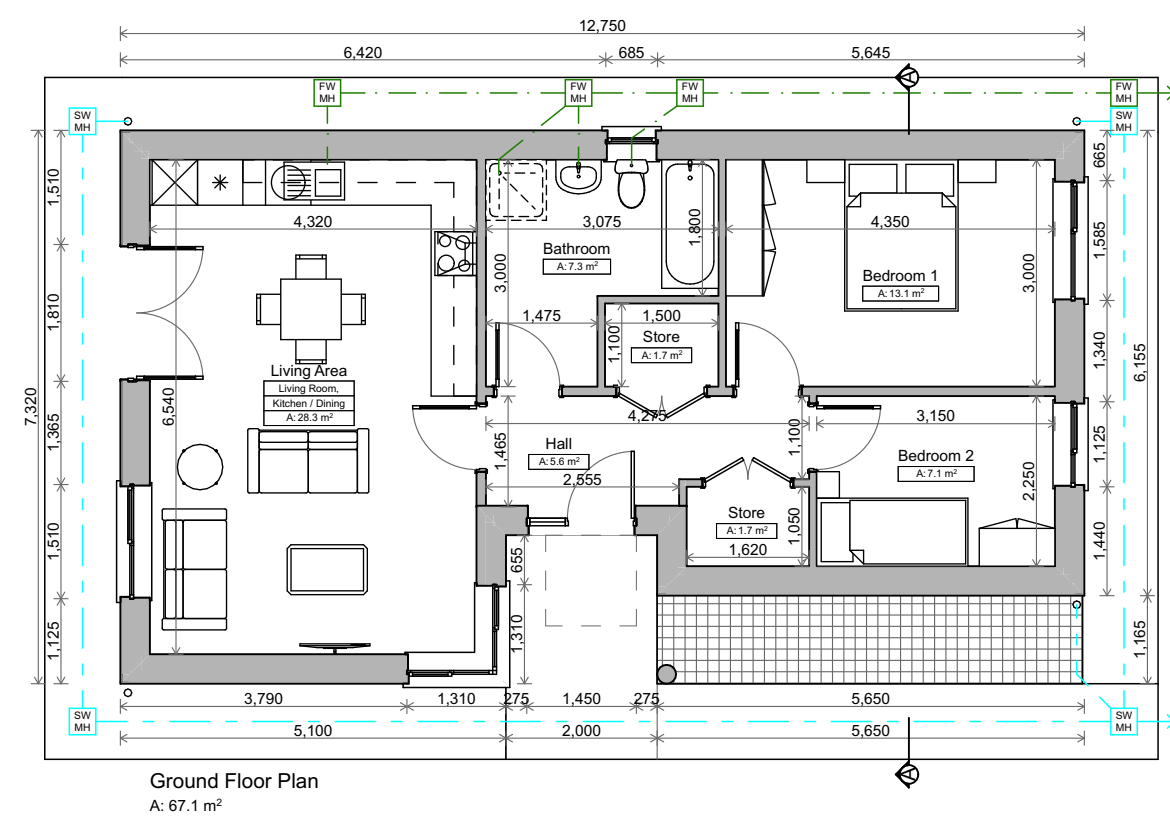 12,750
6,420
685
5,645
FW
MH
FW
MH
FW
MH
FW
MH
SW
MH
SW
MH
7,320
1,510
1,810
1,365
1,510
1,125
4,320
6,540
Living Area
Living Room,
Kitchen / Dining
A: 28.3 m²
3,075
3,000
1,800
Bathroom
A: 7.3 m²
1,475
1,500
1,100
Store
A: 1.7 m²
4,350
3,000
Bedroom 1
A: 13.1 m²
665
1,585
1,340
1,125
1,440
6,155
1,165
4,275
1,465
1,100
Hall
A: 5.6 m²
2,555
3,150
2,250
Bedroom 2
A: 7.1 m²
Store
A: 1.7 m²
1,050
1,620
655
1,310
A
A
SW
MH
SW
MH
3,790
1,310
275
1,450
275
5,650
5,100
2,000
5,650
Ground Floor Plan
A: 67.1 m²